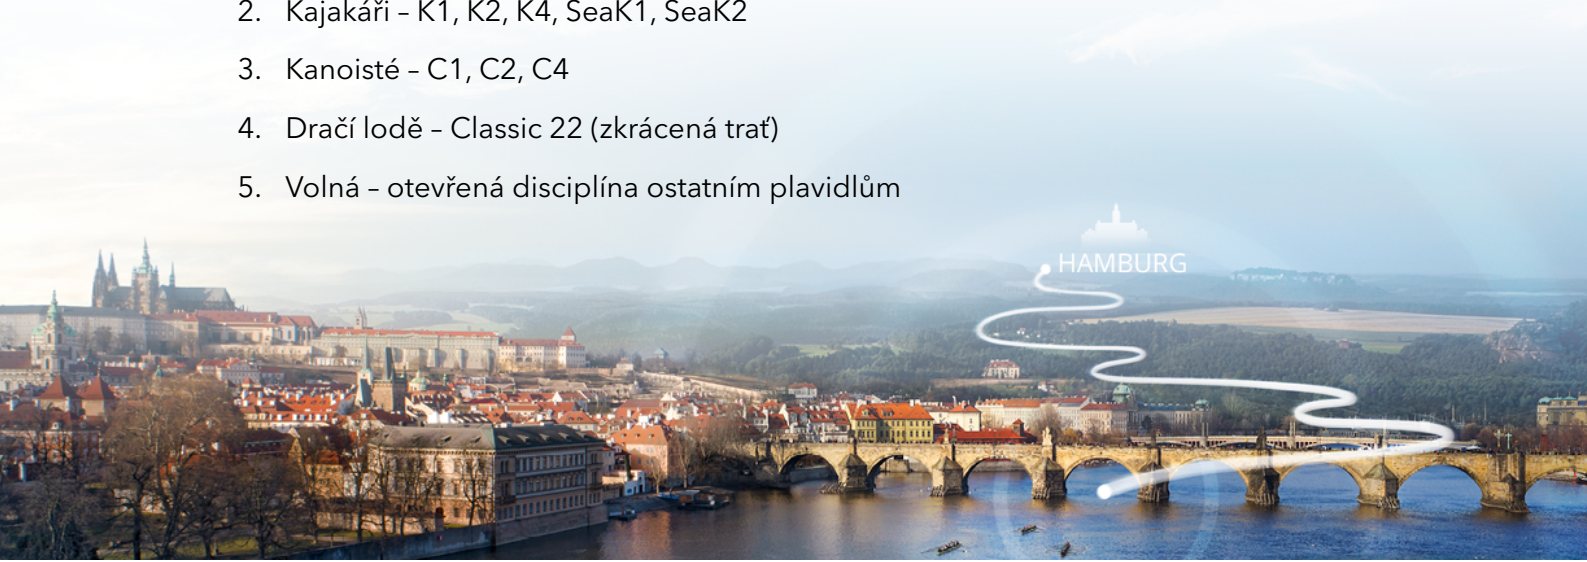 2. Kajakáři – K1, K2, K4, SeaK1, SeaK2
3. Kanoisté – C1, C2, C4
4. Dračí lodě – Classic 22 (zkrácená trať)
5. Volná – otevřená disciplína ostatním plavidlům
HAMBURG